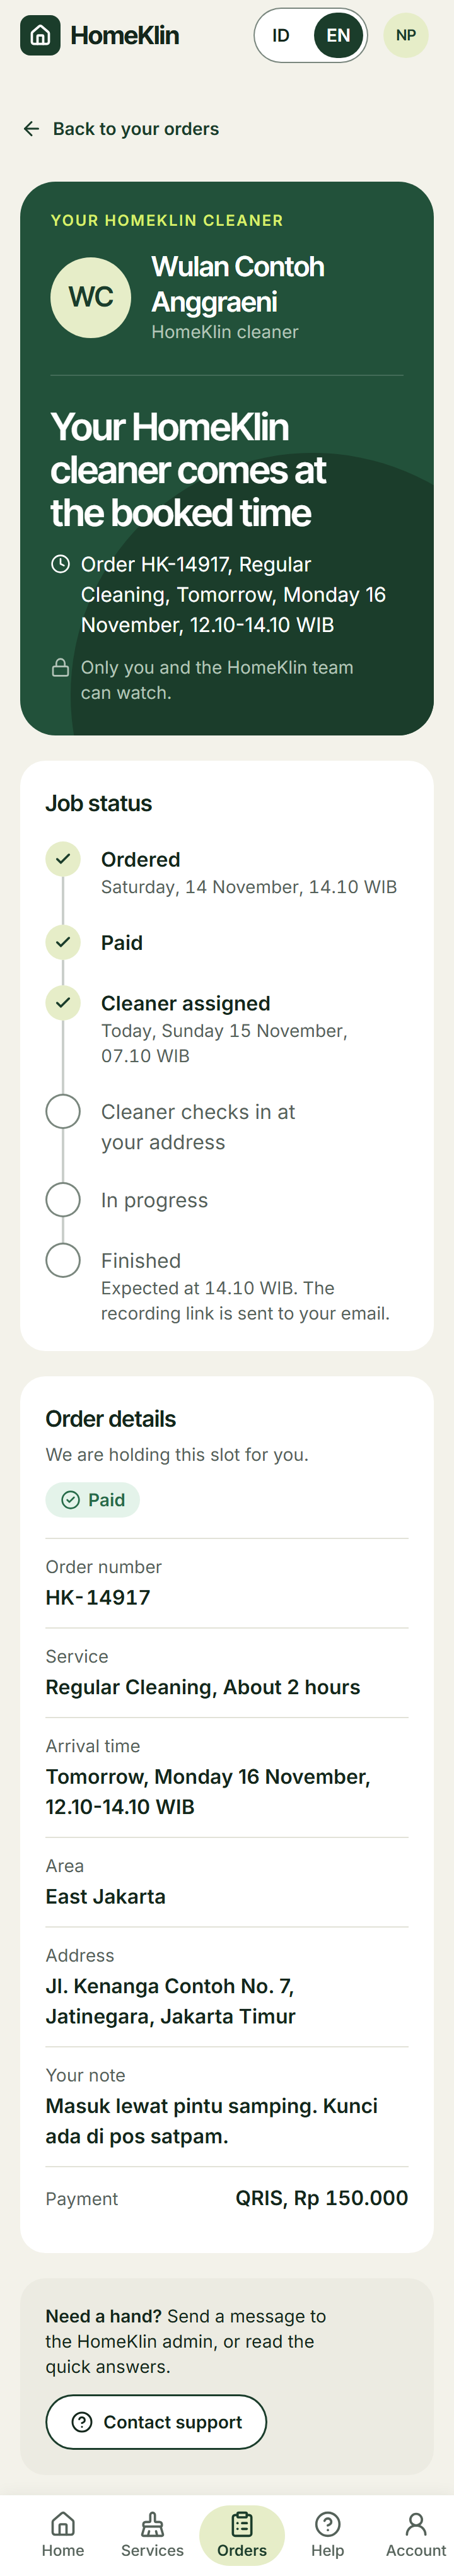 HomeKlin
ID
EN
NP
Back to your orders
YOUR HOMEKLIN CLEANER
WC
Wulan Contoh
Anggraeni
HomeKlin cleaner
Your HomeKlin
cleaner comes at
the booked time
Order HK-14917, Regular
Cleaning, Tomorrow, Monday 16
November, 12.10-14.10 WIB
Only you and the HomeKlin team
can watch.
Job status
Ordered
Saturday, 14 November, 14.10 WIB
Paid
Cleaner assigned
Today, Sunday 15 November,
07.10 WIB
Cleaner checks in at
your address
In progress
Finished
Expected at 14.10 WIB. The
recording link is sent to your email.
Order details
We are holding this slot for you.
Paid
Order number
HK-14917
Service
Regular Cleaning, About 2 hours
Arrival time
Tomorrow, Monday 16 November,
12.10-14.10 WIB
Area
East Jakarta
Address
Jl. Kenanga Contoh No. 7,
Jatinegara, Jakarta Timur
Your note
Masuk lewat pintu samping. Kunci
ada di pos satpam.
Payment
QRIS, Rp 150.000
Need a hand? Send a message to
the HomeKlin admin, or read the
quick answers.
Contact support
Home
Services
Orders
Help
Account